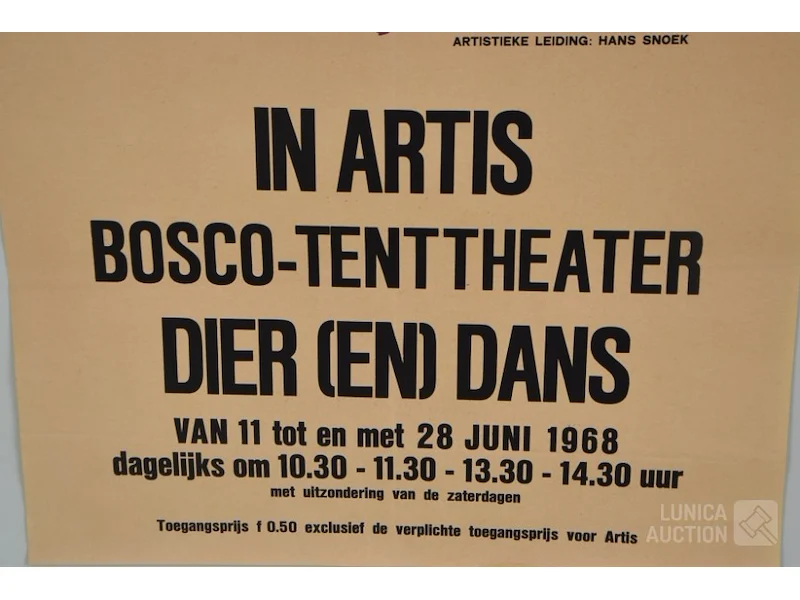 ARTISTIEKE LEIDING: HANS SNOEK
IN ARTIS
BOSCO-TENTTHEATER
DIER (EN) DANS
VAN 11 tot en met 28 JUNI 1968
dagelijks om 10.30 - 11.30 - 13.30 - 14.30 uur
met uitzondering van de zaterdagen
Toegangsprijs f 0.50 exclusief de verplichte toegangsprijs voor Artis
LUNICA
AUCTION